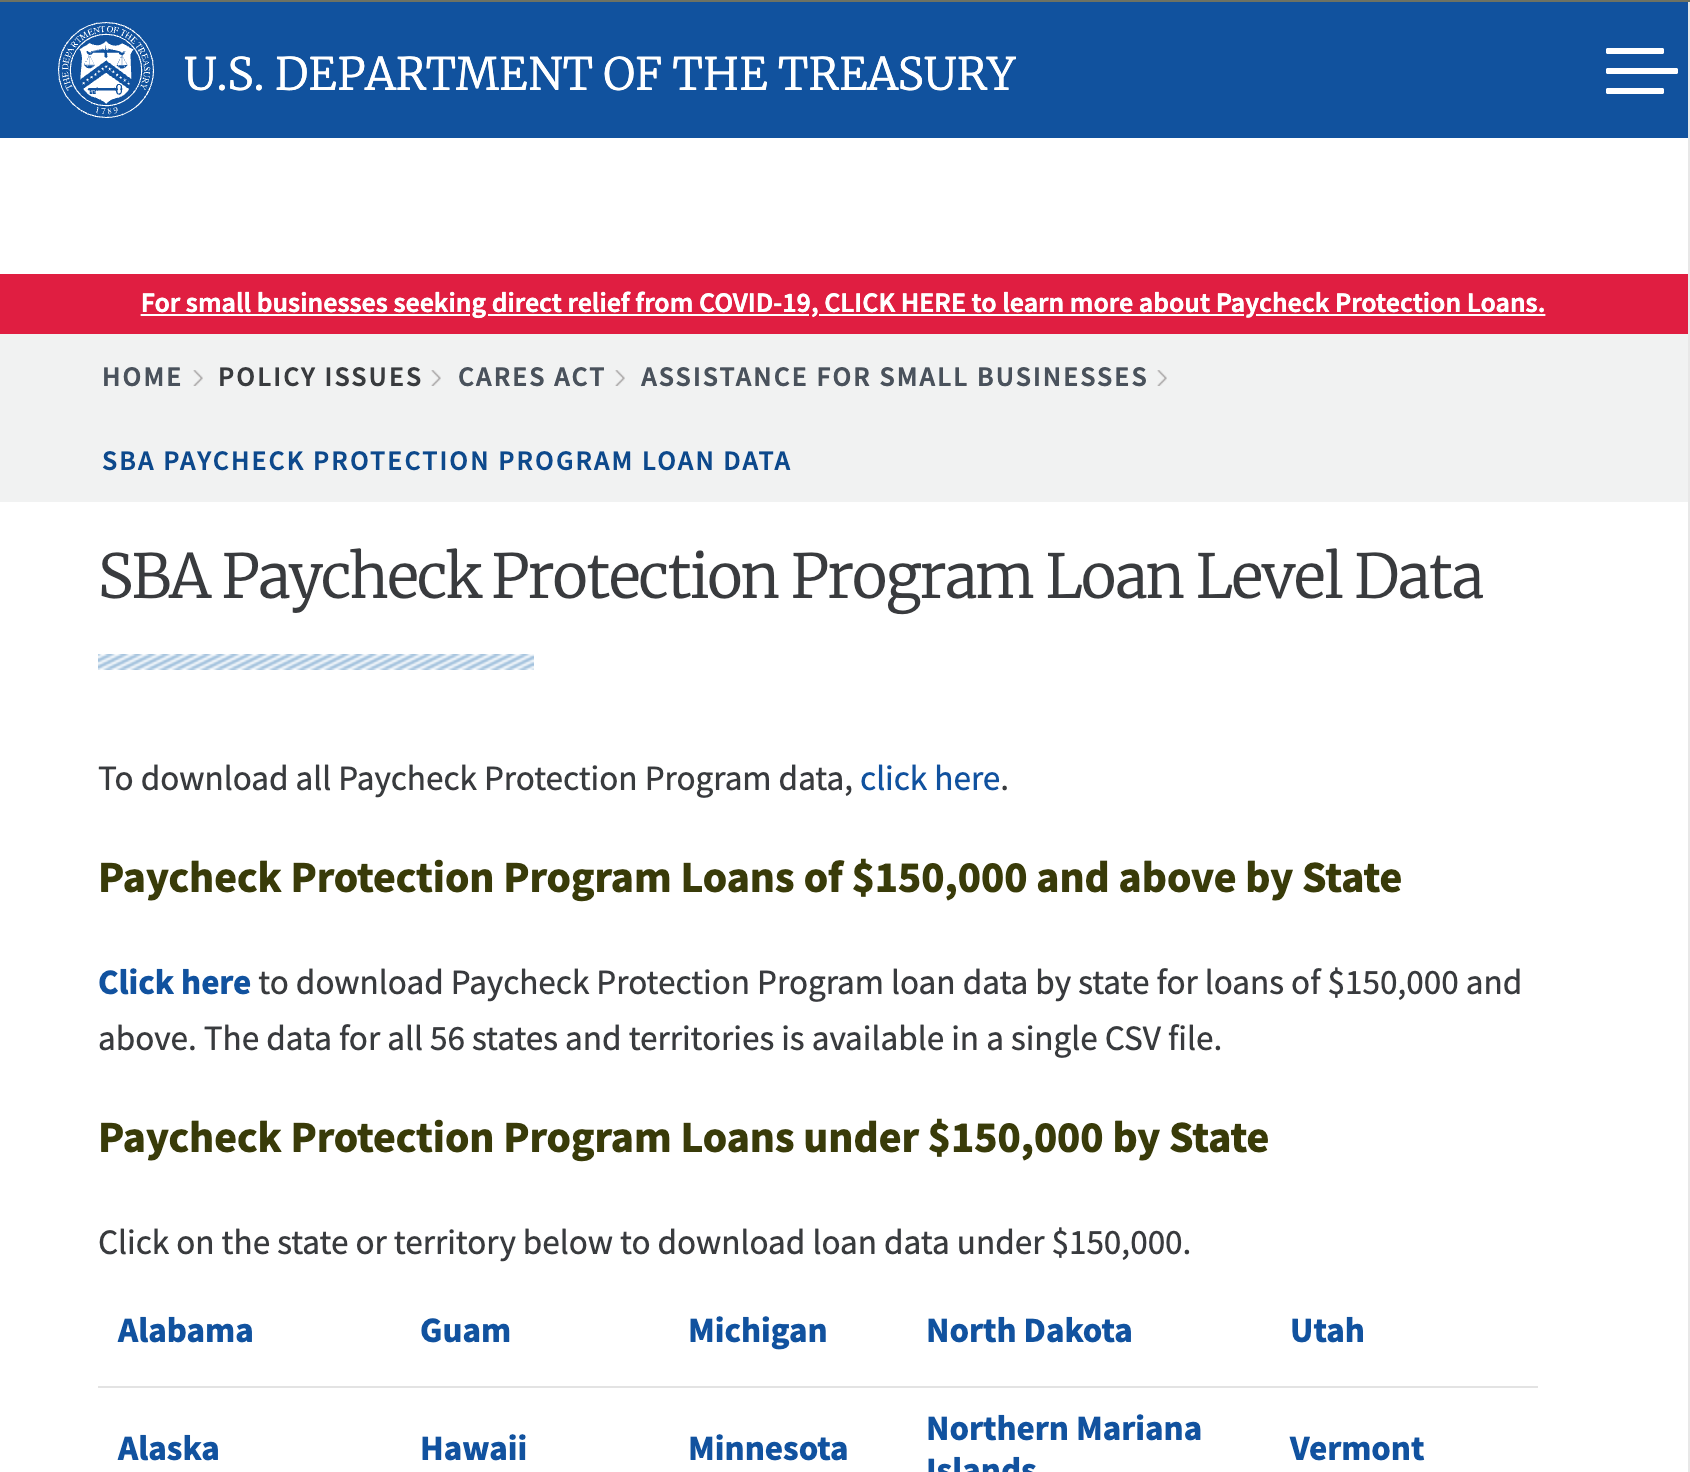 THE DEPARTMENT OF THE TREASURY
1789
U.S. DEPARTMENT OF THE TREASURY
For small businesses seeking direct relief from COVID-19, CLICK HERE to learn more about Paycheck Protection Loans.
HOME > POLICY ISSUES > CARES ACT > ASSISTANCE FOR SMALL BUSINESSES >
SBA PAYCHECK PROTECTION PROGRAM LOAN DATA
SBA Paycheck Protection Program Loan Level Data
To download all Paycheck Protection Program data, click here.
Paycheck Protection Program Loans of $150,000 and above by State
Click here to download Paycheck Protection Program loan data by state for loans of $150,000 and
above. The data for all 56 states and territories is available in a single CSV file.
Paycheck Protection Program Loans under $150,000 by State
Click on the state or territory below to download loan data under $150,000.
Alabama Guam Michigan North Dakota Utah
Alaska Hawaii Minnesota Northern Mariana Islands Vermont